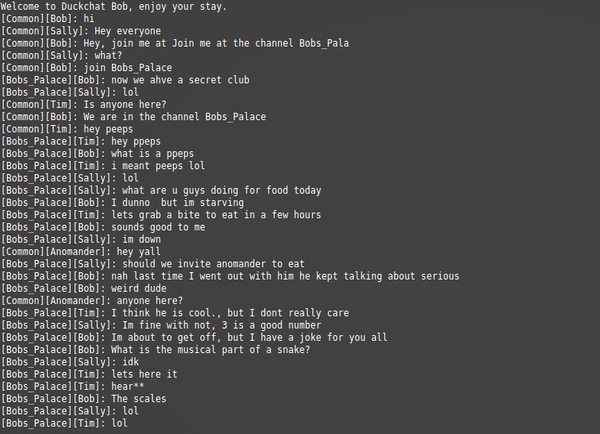 Welcome to Duckchat Bob, enjoy your stay.
[Common][Bob]: hi
[Common][Sally]: Hey everyone
[Common][Bob]: Hey, join me at Join me at the channel Bobs_Pala
[Common][Sally]: what?
[Common][Bob]: join Bobs_Palace
[Bobs_Palace][Bob]: now we ahve a secret club
[Bobs_Palace][Sally]: lol
[Common][Tim]: Is anyone here?
[Common][Bob]: We are in the channel Bobs_Palace
[Common][Tim]: hey peeps
[Bobs_Palace][Tim]: hey ppeps
[Bobs_Palace][Bob]: what is a ppeps
[Bobs_Palace][Tim]: i meant peeps lol
[Bobs_Palace][Sally]: lol
[Bobs_Palace][Sally]: what are u guys doing for food today
[Bobs_Palace][Bob]: I dunno  but im starving
[Bobs_Palace][Tim]: lets grab a bite to eat in a few hours
[Bobs_Palace][Bob]: sounds good to me
[Bobs_Palace][Sally]: im down
[Common][Anomander]: hey yall
[Bobs_Palace][Sally]: should we invite anomander to eat
[Bobs_Palace][Bob]: nah last time I went out with him he kept talking about serious
[Bobs_Palace][Bob]: weird dude
[Common][Anomander]: anyone here?
[Bobs_Palace][Tim]: I think he is cool., but I dont really care
[Bobs_Palace][Sally]: Im fine with not, 3 is a good number
[Bobs_Palace][Bob]: Im about to get off, but I have a joke for you all
[Bobs_Palace][Bob]: What is the musical part of a snake?
[Bobs_Palace][Sally]: idk
[Bobs_Palace][Tim]: lets here it
[Bobs_Palace][Tim]: hear**
[Bobs_Palace][Bob]: The scales
[Bobs_Palace][Sally]: lol
[Bobs_Palace][Tim]: lol